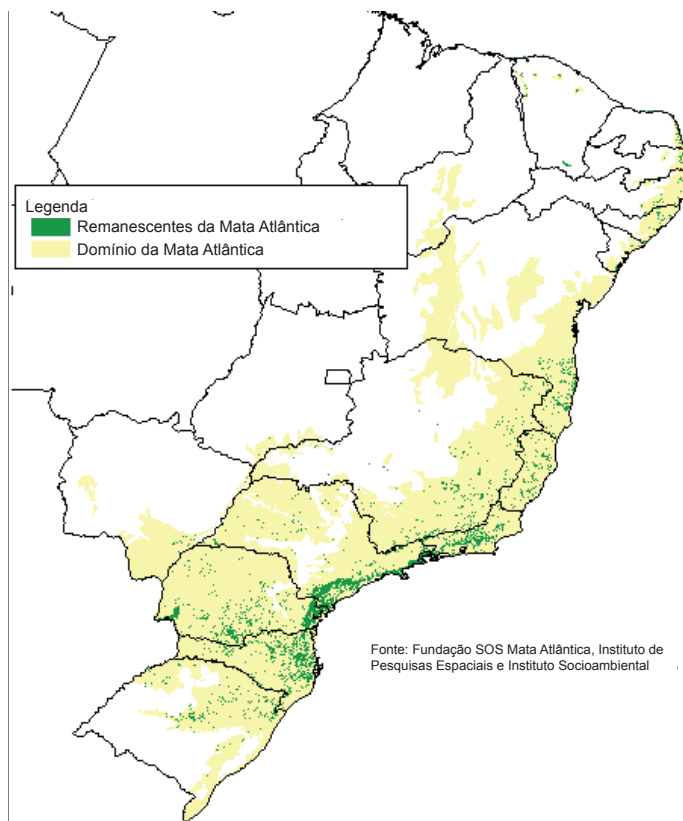 Legenda
Remanescentes da Mata Atlântica
Domínio da Mata Atlântica
Fonte: Fundação SOS Mata Atlântica, Instituto de
Pesquisas Espaciais e Instituto Socioambiental